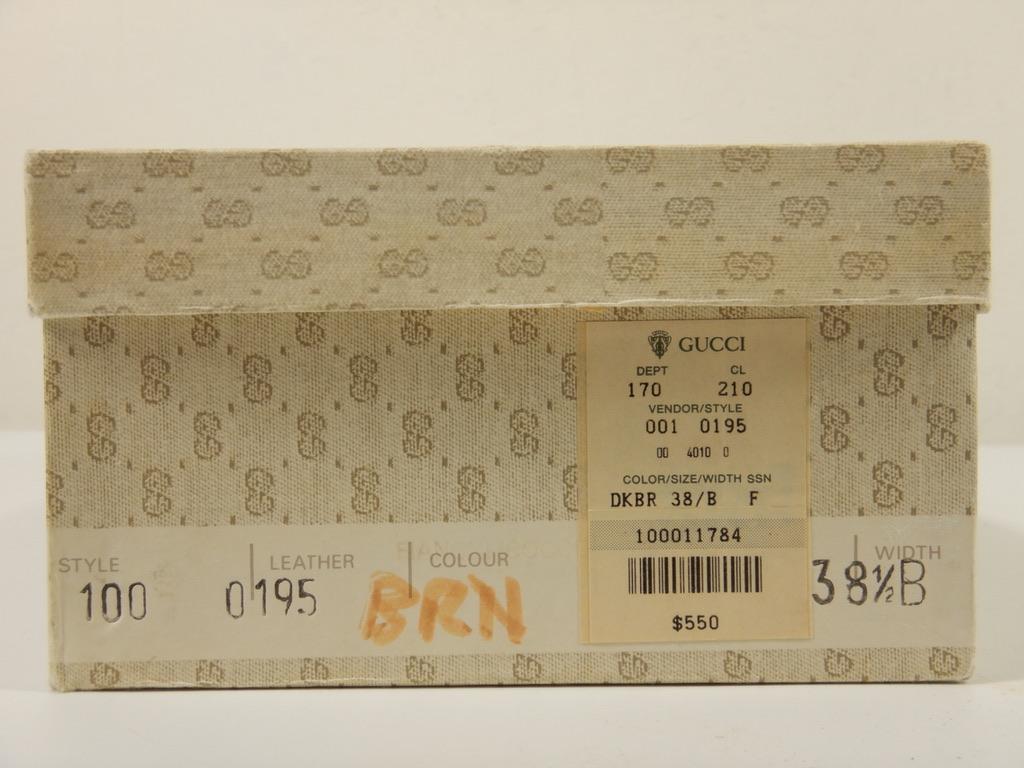 GUCCI
DEPT CL
170 210
VENDOR/STYLE
001 0195
00 4010 0
COLOR/SIZE/WIDTH SSN
DKBR 38/B F
100011784
$550
STYLE LEATHER COLOUR WIDTH
100 0195 BRN 38½B